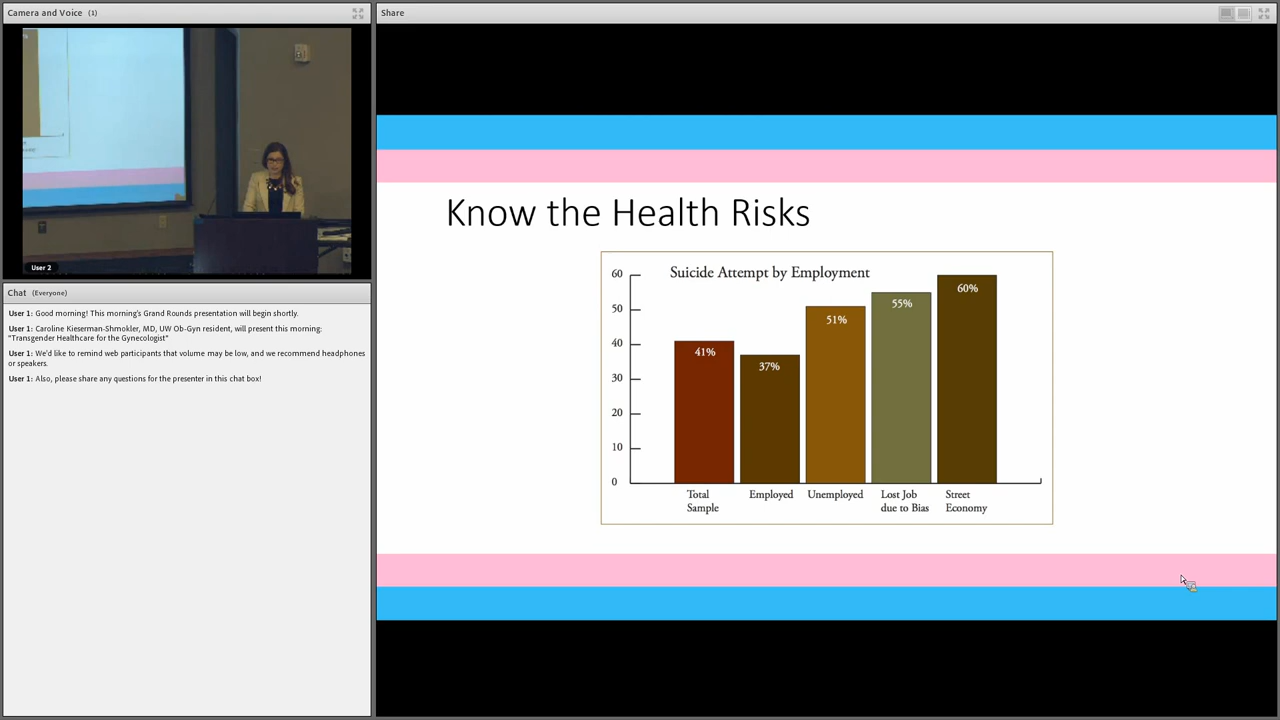 Camera and Voice (1)
User 2
Chat (Everyone)
User 1: Good morning! This morning's Grand Rounds presentation will begin shortly.
User 1: Caroline Kieserman-Shmokler, MD, UW Ob-Gyn resident, will present this morning:
"Transgender Healthcare for the Gynecologist"
User 1: We'd like to remind web participants that volume may be low, and we recommend headphones
or speakers.
User 1: Also, please share any questions for the presenter in this chat box!
Share
Know the Health Risks
Suicide Attempt by Employment
60
50
40
30
20
10
0
41%
37%
51%
55%
60%
Total
Sample
Employed
Unemployed
Lost Job
due to Bias
Street
Economy